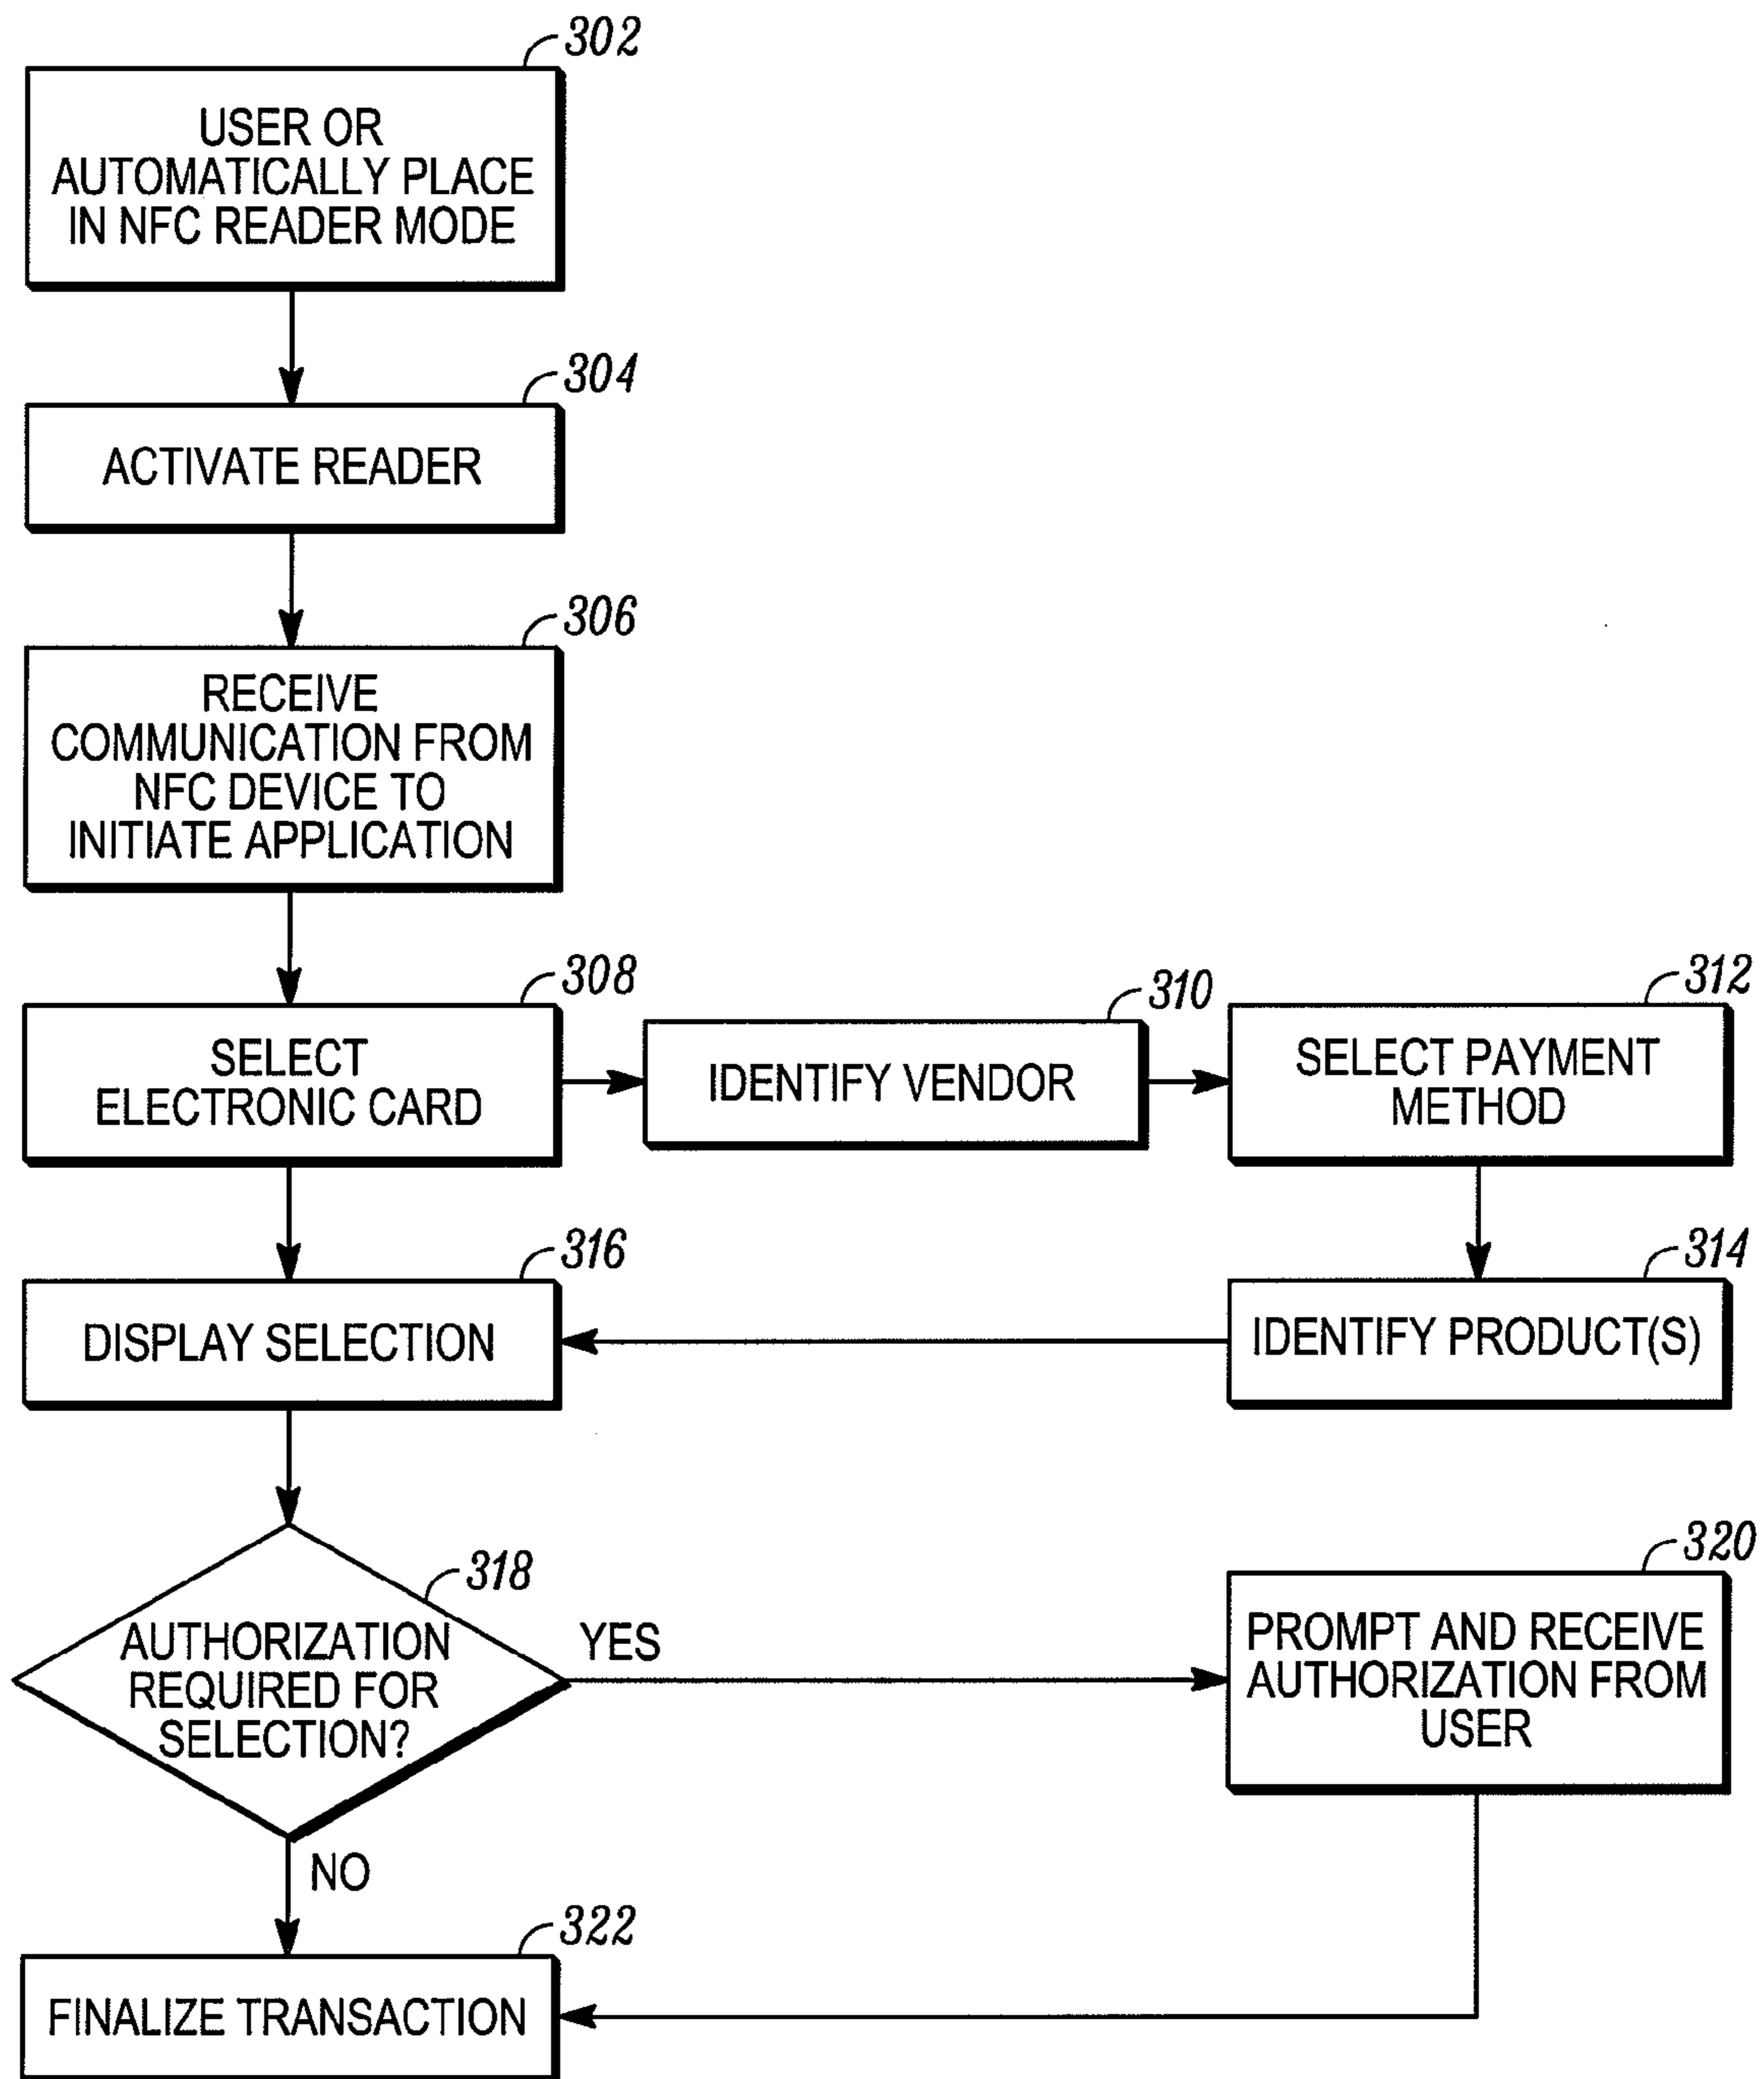 302
USER OR
AUTOMATICALLY PLACE
IN NFC READER MODE
304
ACTIVATE READER
306
RECEIVE
COMMUNICATION FROM
NFC DEVICE TO
INITIATE APPLICATION
308
SELECT
ELECTRONIC CARD
310
IDENTIFY VENDOR
312
SELECT PAYMENT
METHOD
314
IDENTIFY PRODUCT(S)
316
DISPLAY SELECTION
318
AUTHORIZATION
REQUIRED FOR
SELECTION?
YES
320
PROMPT AND RECEIVE
AUTHORIZATION FROM
USER
NO
322
FINALIZE TRANSACTION